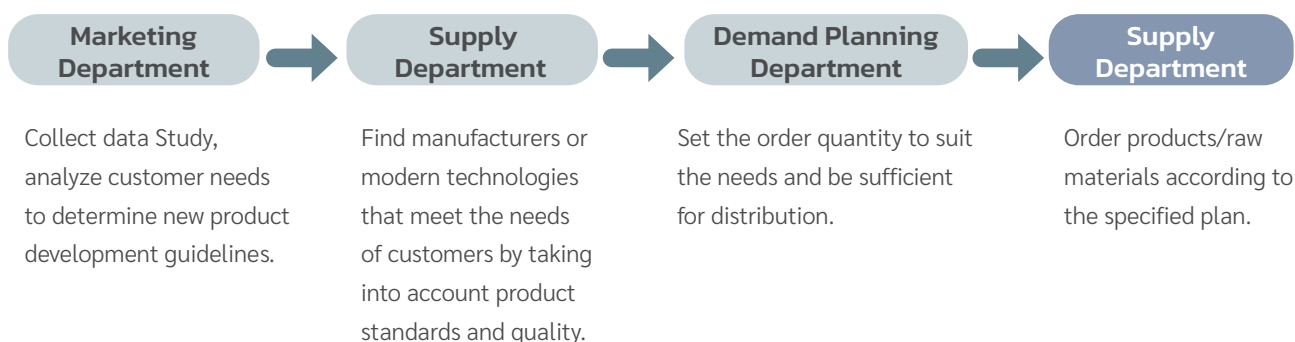 Marketing
Department
Supply
Department
Demand Planning
Department
Supply
Department
Collect data Study,
analyze customer needs
to determine new product
development guidelines.
Find manufacturers or
modern technologies
that meet the needs
of customers by taking
into account product
standards and quality.
Set the order quantity to suit
the needs and be sufficient
for distribution.
Order products/raw
materials according to
the specified plan.